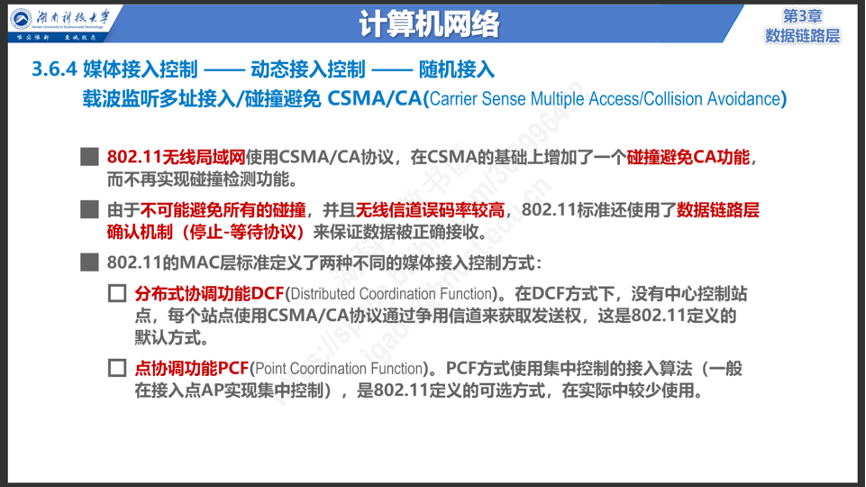 湖南科技大学
Hunan University of Science and Technology
唯实惟新 至诚致志
计算机网络
第3章
数据链路层
3.6.4 媒体接入控制 —— 动态接入控制 —— 随机接入
载波监听多址接入/碰撞避免 CSMA/CA(Carrier Sense Multiple Access/Collision Avoidance)
802.11无线局域网使用CSMA/CA协议，在CSMA的基础上增加了一个碰撞避免CA功能，
而不再实现碰撞检测功能。
由于不可能避免所有的碰撞，并且无线信道误码率较高，802.11标准还使用了数据链路层
确认机制（停止-等待协议）来保证数据被正确接收。
802.11的MAC层标准定义了两种不同的媒体接入控制方式：
分布式协调功能DCF(Distributed Coordination Function)。在DCF方式下，没有中心控制站
点，每个站点使用CSMA/CA协议通过争用信道来获取发送权，这是802.11定义的
默认方式。
点协调功能PCF(Point Coordination Function)。PCF方式使用集中控制的接入算法（一般
在接入点AP实现集中控制），是802.11定义的可选方式，在实际中较少使用。